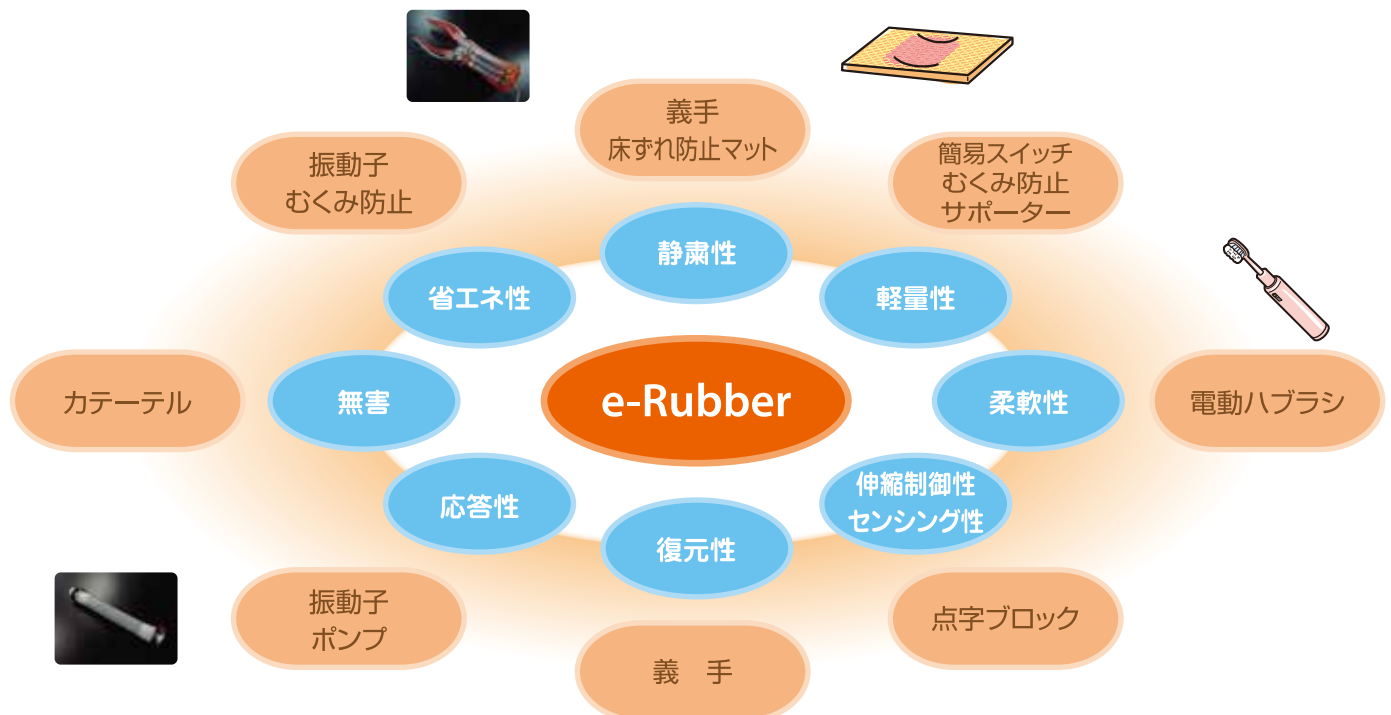 義手
床ずれ防止マット
振動子
むくみ防止
簡易スイッチ
むくみ防止
サポーター
静粛性
省エネ性
軽量性
カテーテル
無害
e-Rubber
柔軟性
電動ハブラシ
応答性
伸縮制御性
センシング性
復元性
振動子
ポンプ
点字ブロック
義　手